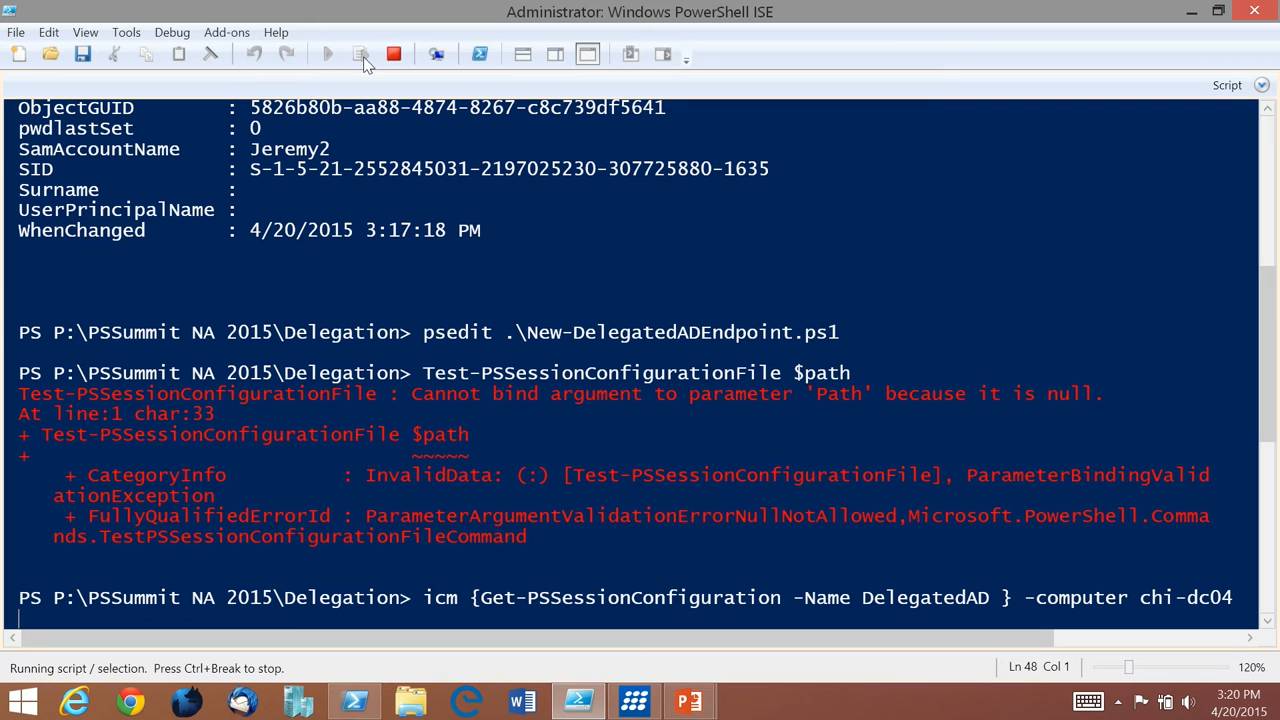 Administrator: Windows PowerShell ISE
File Edit View Tools Debug Add-ons Help
Script
ObjectGUID : 5826b80b-aa88-4874-8267-c8c739df5641
pwdlastSet : 0
SamAccountName : Jeremy2
SID : S-1-5-21-2552845031-2197025230-307725880-1635
Surname :
UserPrincipalName :
WhenChanged : 4/20/2015 3:17:18 PM
PS P:\PSSummit NA 2015\Delegation> psedit .\New-DelegatedADEndpoint.ps1
PS P:\PSSummit NA 2015\Delegation> Test-PSSessionConfigurationFile $path
Test-PSSessionConfigurationFile : Cannot bind argument to parameter 'Path' because it is null.
At line:1 char:33
+ Test-PSSessionConfigurationFile $path
+ ~~~~~
+ CategoryInfo : InvalidData: (:) [Test-PSSessionConfigurationFile], ParameterBindingValid
ationException
+ FullyQualifiedErrorId : ParameterArgumentValidationErrorNullNotAllowed,Microsoft.PowerShell.Comma
nds.TestPSSessionConfigurationFileCommand
PS P:\PSSummit NA 2015\Delegation> icm {Get-PSSessionConfiguration -Name DelegatedAD } -computer chi-dc04
Running script / selection. Press Ctrl+Break to stop.
Ln 48 Col 1
120%
3:20 PM
4/20/2015